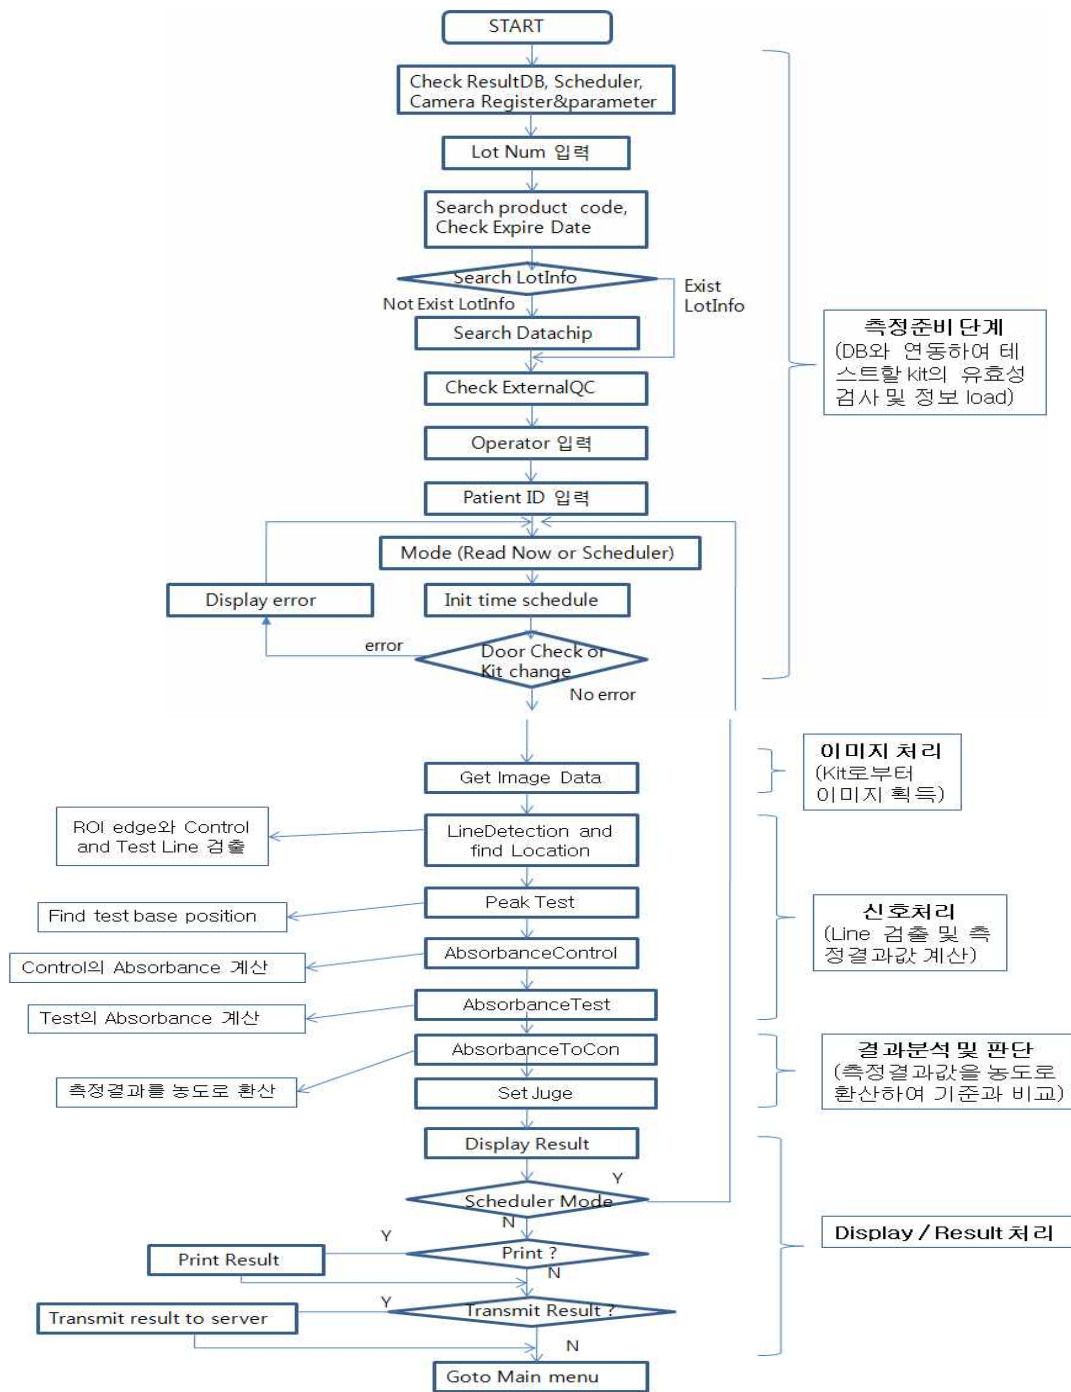 START
Check ResultDB, Scheduler,
Camera Register&parameter
Lot Num 입력
Search product code,
Check Expire Date
Search LotInfo
Exist
LotInfo
Not Exist LotInfo
Search Datachip
Check ExternalQC
Operator 입력
Patient ID 입력
Mode (Read Now or Scheduler)
Display error
Init time schedule
error
Door Check or
Kit change
No error
측정준비 단계
(DB와 연동하여 테
스트할 kit의 유효성
검사 및 정보 load)
Get Image Data
이미지 처리
(Kit로부터
이미지 획득)
ROI edge와 Control
and Test Line 검출
LineDetection and
find Location
Find test base position
Peak Test
Control의 Absorbance 계산
AbsorbanceControl
Test의 Absorbance 계산
AbsorbanceTest
신호처리
(Line 검출 및 측
정결과값 계산)
측정결과를 농도로 환산
AbsorbanceToCon
Set Juge
결과분석 및 판단
(측정결과값을 농도로
환산하여 기준과 비교)
Display Result
Y
Scheduler Mode
N
Y
Print Result
Print ?
N
Y
Transmit result to server
Transmit Result ?
N
Goto Main menu
Display / Result 처리